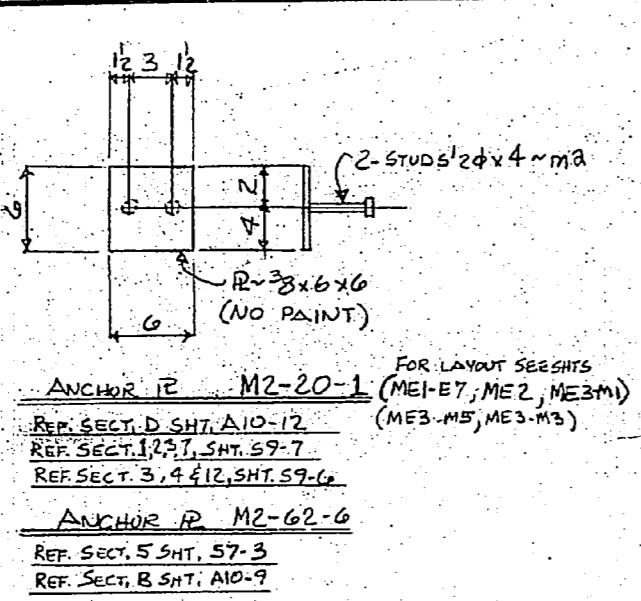 1½ 3 1½
2-STUDS ½φ x 4 ~ m2
6
2
4
PL ~ 3/8 x 6 x 6
(NO PAINT)
6
FOR LAYOUT SEE SHTS
ANCHOR PL M2-20-1 (ME1-E7, ME2, ME3-M1)
(ME3-M5, ME3-M3)
REF. SECT. D SHT. A10-12
REF. SECT. 1,2,3,7, SHT. S9-7
REF. SECT. 3, 4 & 12, SHT. S9-6
ANCHOR PL M2-62-6
REF. SECT. 5 SHT. S7-3
REF. SECT. B SHT. A10-9